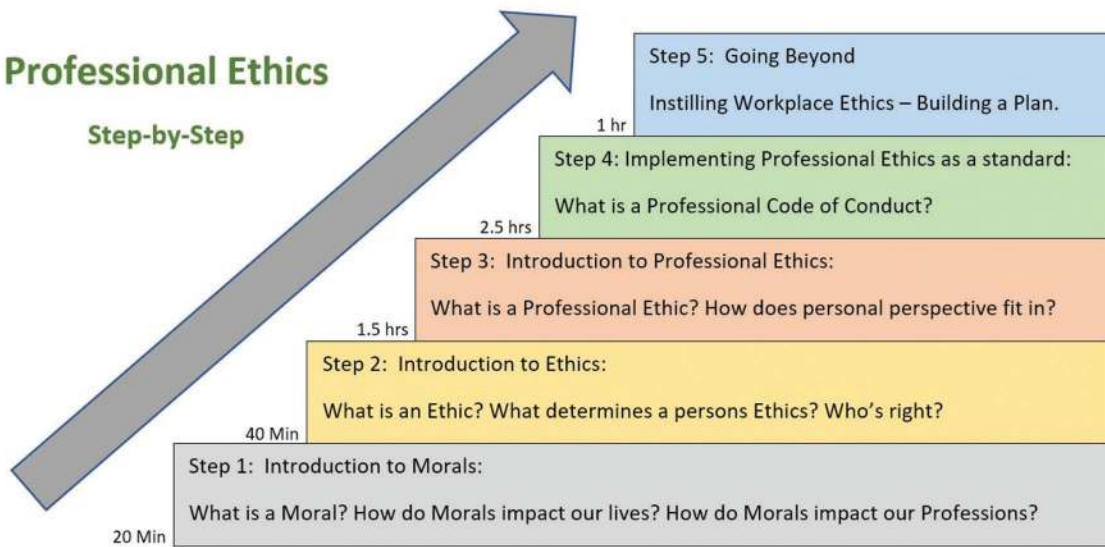 Professional Ethics
Step-by-Step
Step 5:  Going Beyond
Instilling Workplace Ethics – Building a Plan.
1 hr
Step 4: Implementing Professional Ethics as a standard:
What is a Professional Code of Conduct?
2.5 hrs
Step 3:  Introduction to Professional Ethics:
What is a Professional Ethic? How does personal perspective fit in?
1.5 hrs
Step 2:  Introduction to Ethics:
What is an Ethic? What determines a persons Ethics? Who’s right?
40 Min
Step 1:  Introduction to Morals:
What is a Moral? How do Morals impact our lives? How do Morals impact our Professions?
20 Min